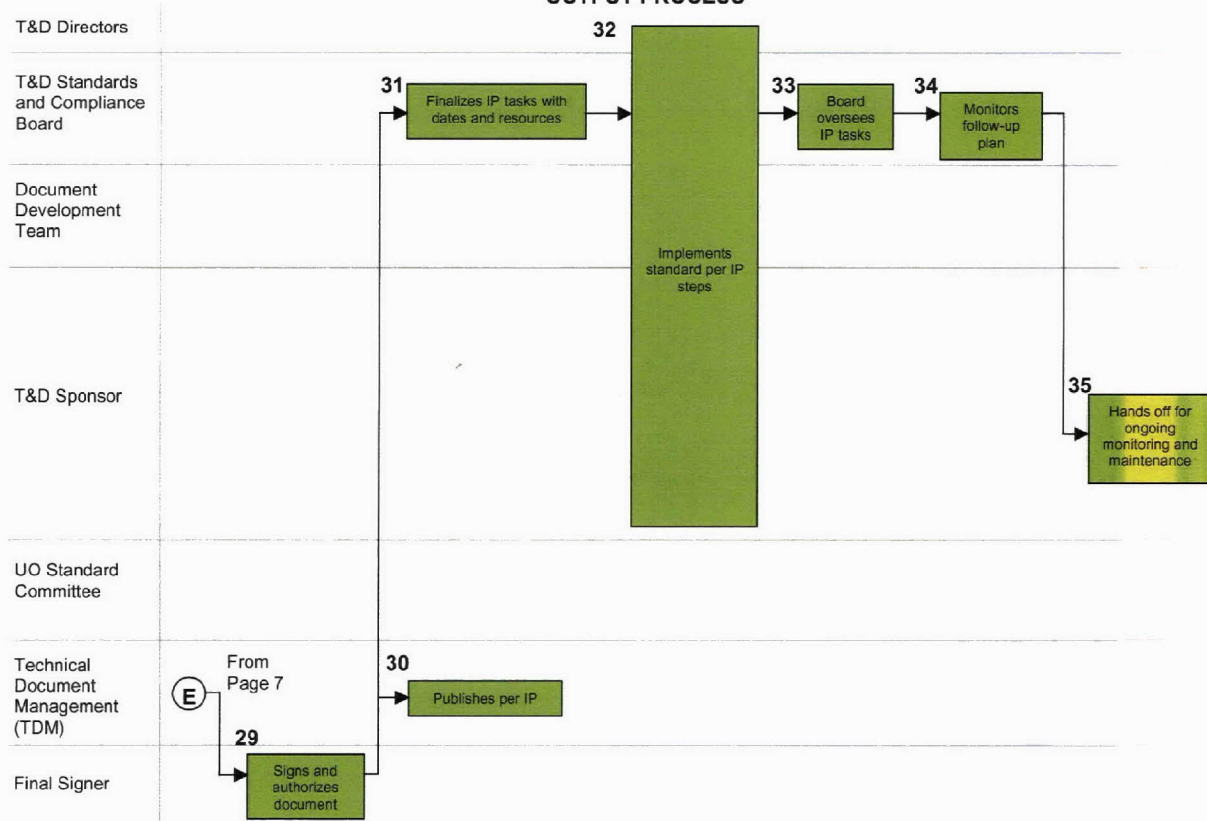 T&D Directors
32
T&D Standards
and Compliance
Board
31
Finalizes IP tasks with
dates and resources
33
Board
oversees
IP tasks
34
Monitors
follow-up
plan
Document
Development
Team
Implements
standard per IP
steps
T&D Sponsor
35
Hands off for
ongoing
monitoring and
maintenance
UO Standard
Committee
Technical
Document
Management
(TDM)
E
From
Page 7
30
Publishes per IP
29
Final Signer
Signs and
authorizes
document